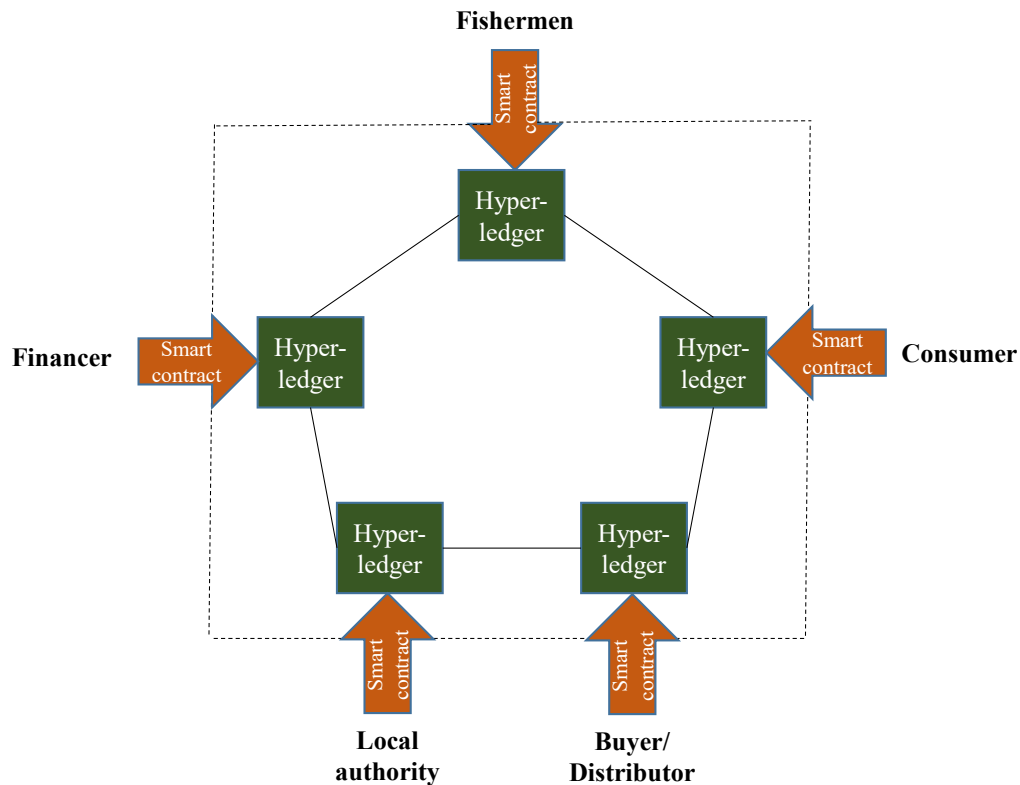 Fishermen
Smart
contract
Hyper-
ledger
Financer
Smart
contract
Hyper-
ledger
Hyper-
ledger
Smart
contract
Consumer
Hyper-
ledger
Hyper-
ledger
Smart
contract
Smart
contract
Local
authority
Buyer/
Distributor